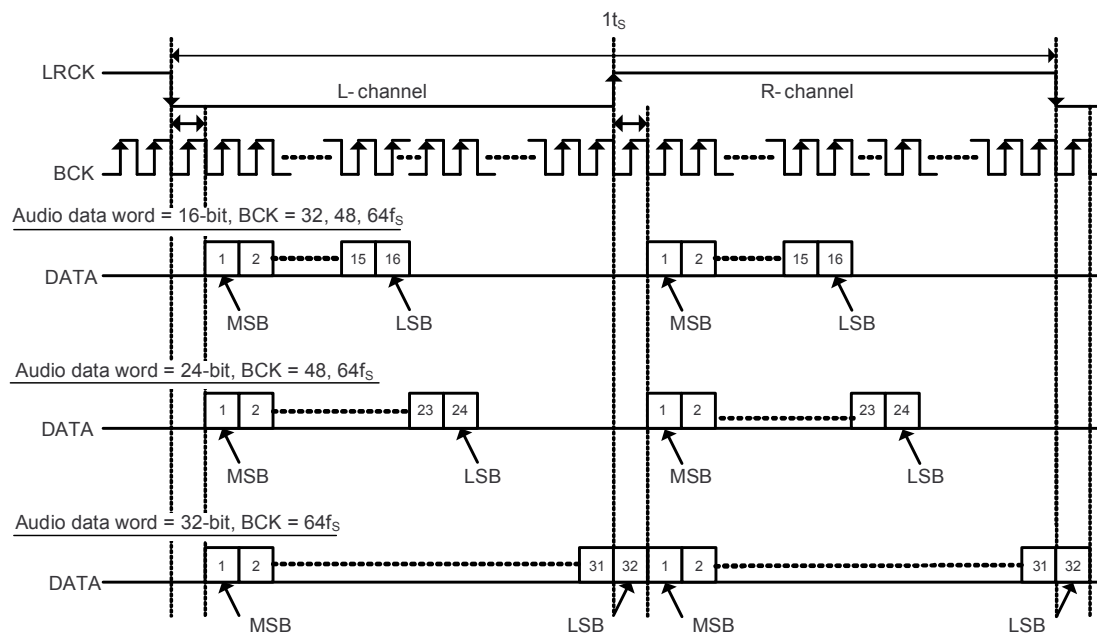 1tₛ
LRCK
L- channel
R- channel
BCK
Audio data word = 16-bit, BCK = 32, 48, 64fₛ
DATA
1 2 15 16 1 2 15 16
MSB LSB MSB LSB
Audio data word = 24-bit, BCK = 48, 64fₛ
DATA
1 2 23 24 1 2 23 24
MSB LSB MSB LSB
Audio data word = 32-bit, BCK = 64fₛ
DATA
1 2 31 32 1 2 31 32
MSB LSB MSB LSB